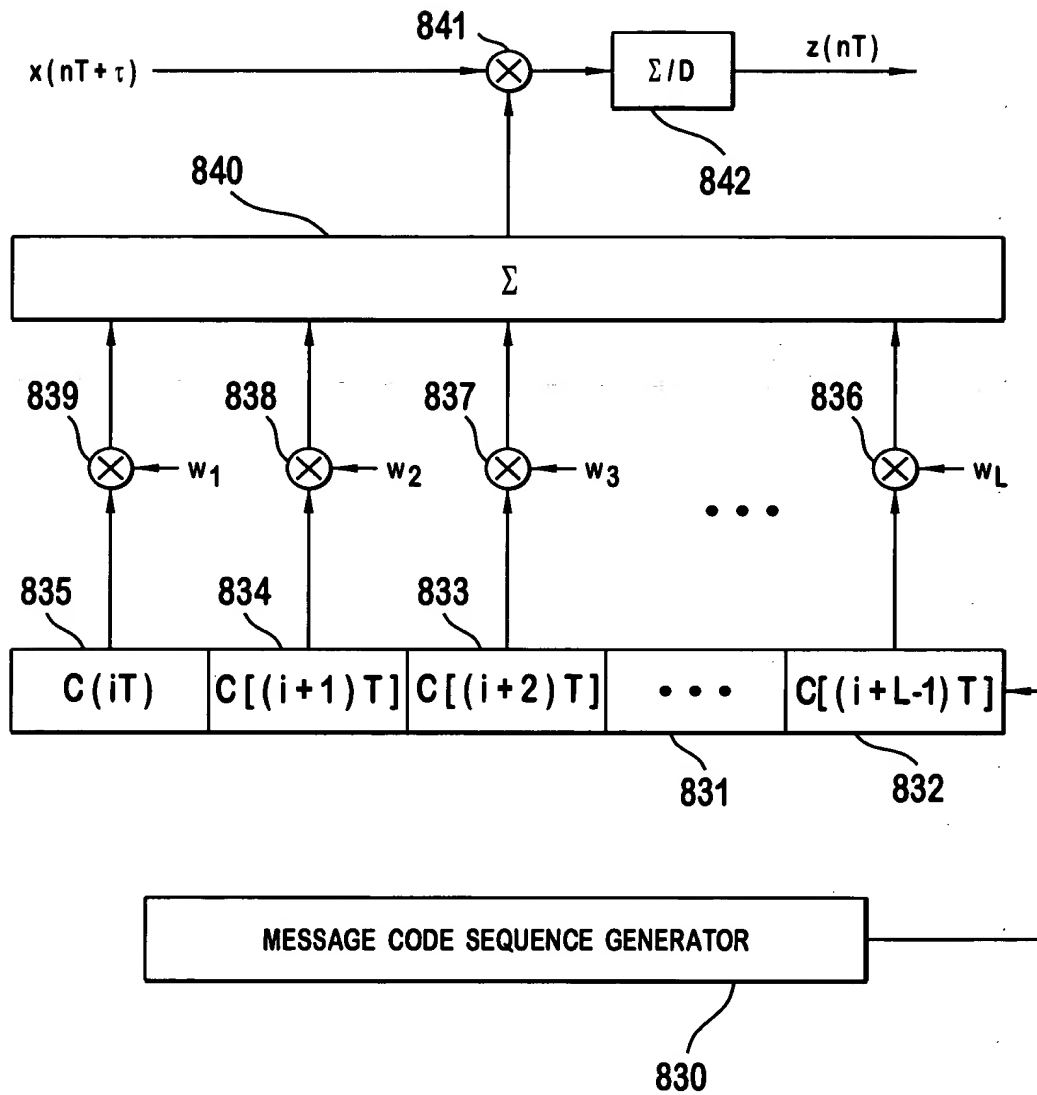 841
x(nT + τ)
Σ/D
z(nT)
842
840
Σ
839
838
837
836
w1
w2
w3
wL
• • •
835
834
833
C(iT)
C[(i+1)T]
C[(i+2)T]
• • •
C[(i+L-1)T]
831
832
MESSAGE CODE SEQUENCE GENERATOR
830